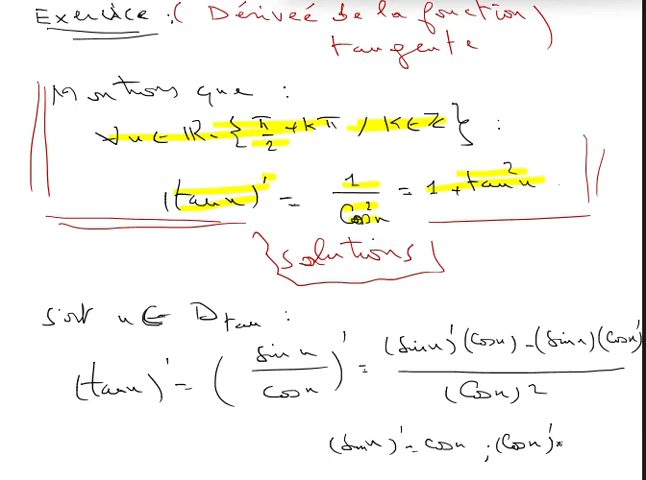 Exercice : ( Dériveé de la fonction
tangente )
Montrons que :
∀x ∈ ℝ - { π/2 + kπ / k ∈ ℤ } :
(tan x)' = 1/cos²x = 1 + tan²x
{solutions}
Soit x ∈ D_tan :
(tan x)' = ( sin x / cos x )' = (sin x)'(cos x) - (sin x)(cos x)' / (cos x)²
(sin x)' = cos x ; (cos x)' =